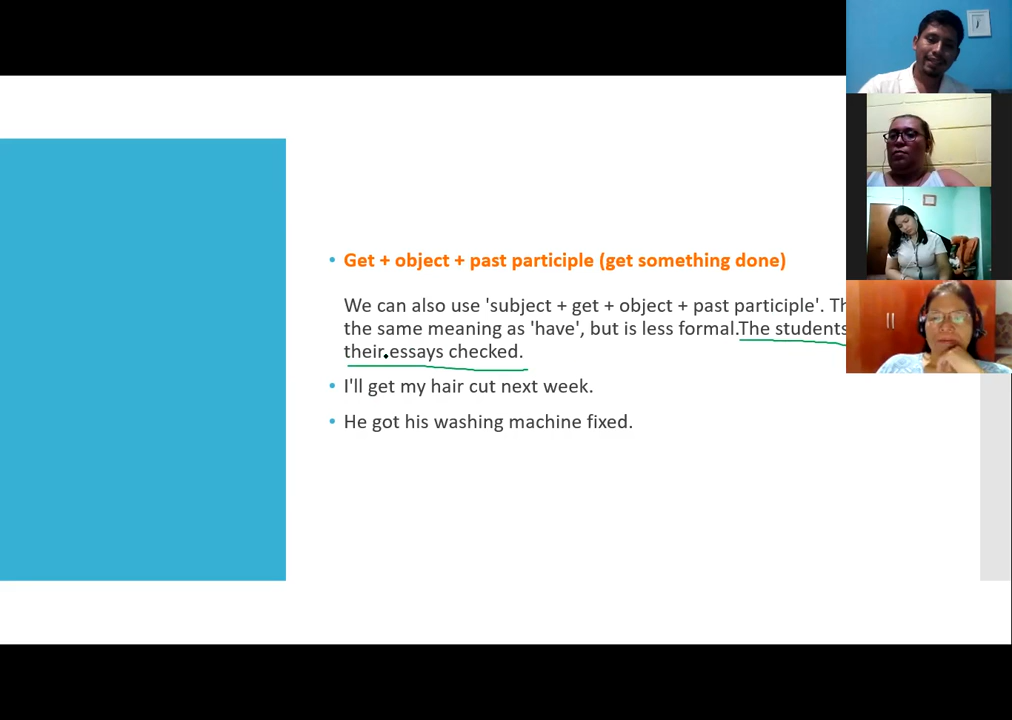 Get + object + past participle (get something done)
We can also use 'subject + get + object + past participle'.
the same meaning as 'have', but is less formal.The students
their essays checked.
I'll get my hair cut next week.
He got his washing machine fixed.